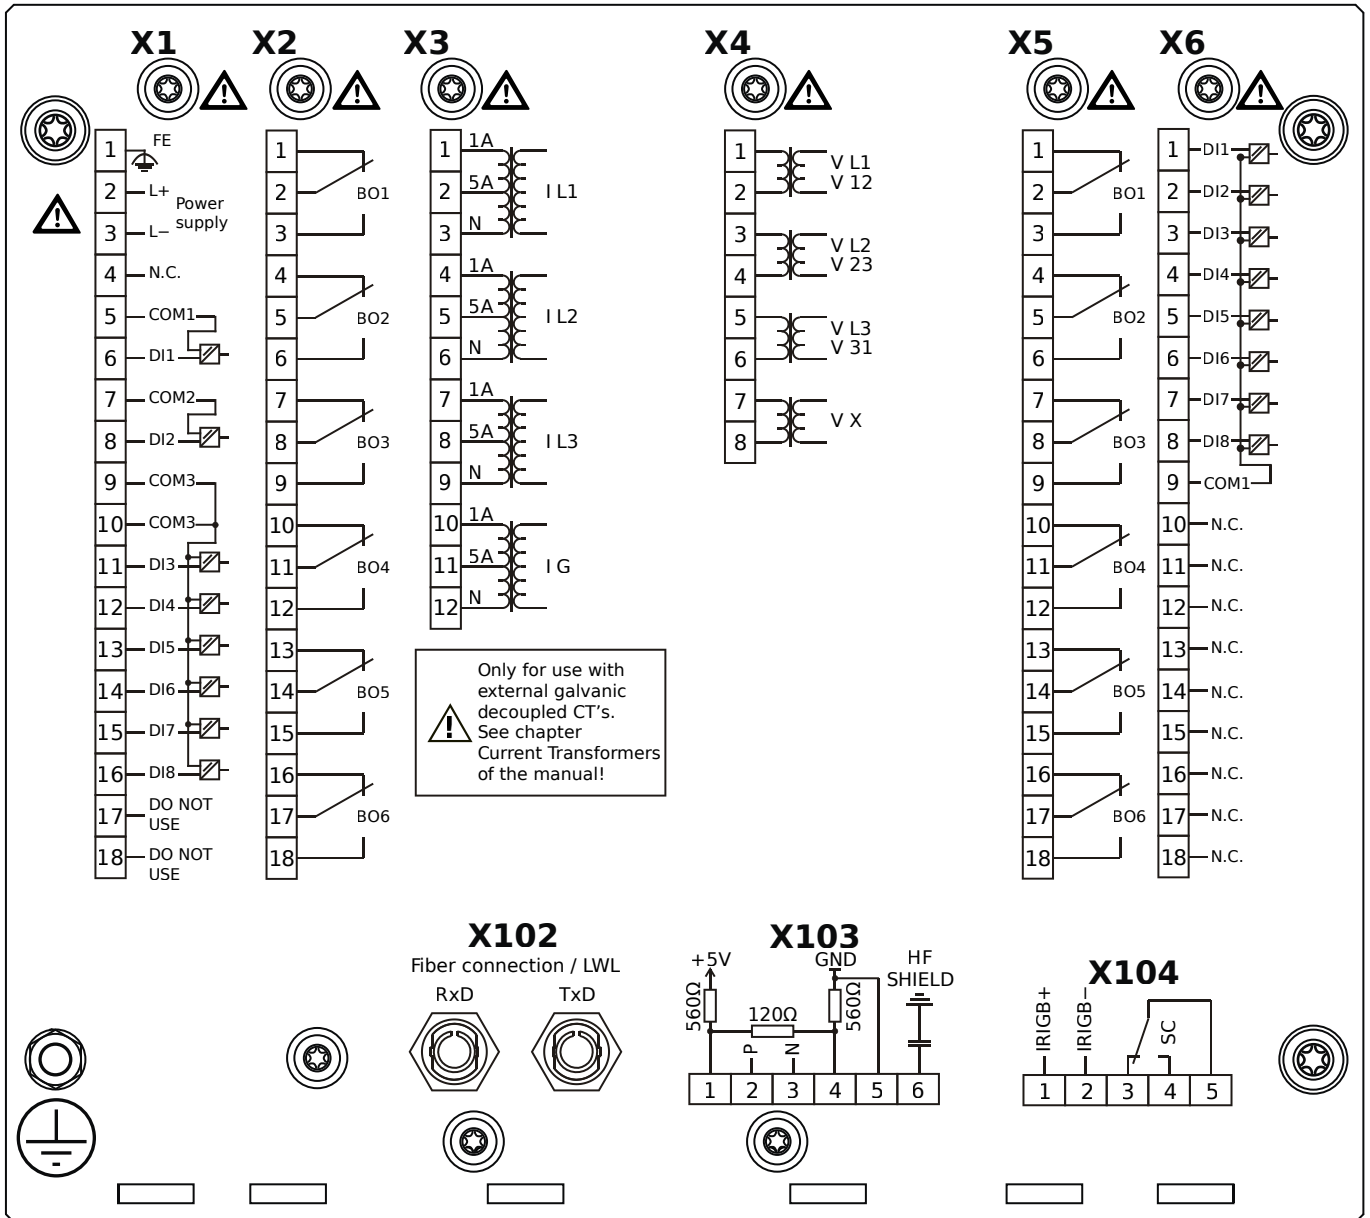 X1
X2
X3
X4
X5
X6
1 FE
2 L+
3 L−
Power
supply
4 N.C.
5 COM1
6 DI1
7 COM2
8 DI2
9 COM3
10 COM3
11 DI3
12 DI4
13 DI5
14 DI6
15 DI7
16 DI8
17 DO NOT
USE
18 DO NOT
USE
1
2 BO1
3
4
5 BO2
6
7
8 BO3
9
10
11 BO4
12
13
14 BO5
15
16
17 BO6
18
1 1A
2 5A I L1
3 N
4 1A
5 5A I L2
6 N
7 1A
8 5A I L3
9 N
10 1A
11 5A I G
12 N
Only for use with
external galvanic
decoupled CT's.
See chapter
Current Transformers
of the manual!
1 V L1
2 V 12
3 V L2
4 V 23
5 V L3
6 V 31
7 V X
8
1
2 BO1
3
4
5 BO2
6
7
8 BO3
9
10
11 BO4
12
13
14 BO5
15
16
17 BO6
18
1 DI1
2 DI2
3 DI3
4 DI4
5 DI5
6 DI6
7 DI7
8 DI8
9 COM1
10 N.C.
11 N.C.
12 N.C.
13 N.C.
14 N.C.
15 N.C.
16 N.C.
17 N.C.
18 N.C.
X102
Fiber connection / LWL
RxD TxD
X103
+5V GND HF
SHIELD
560Ω 120Ω 560Ω
P N
1 2 3 4 5 6
X104
IRIGB+ IRIGB− SC
1 2 3 4 5